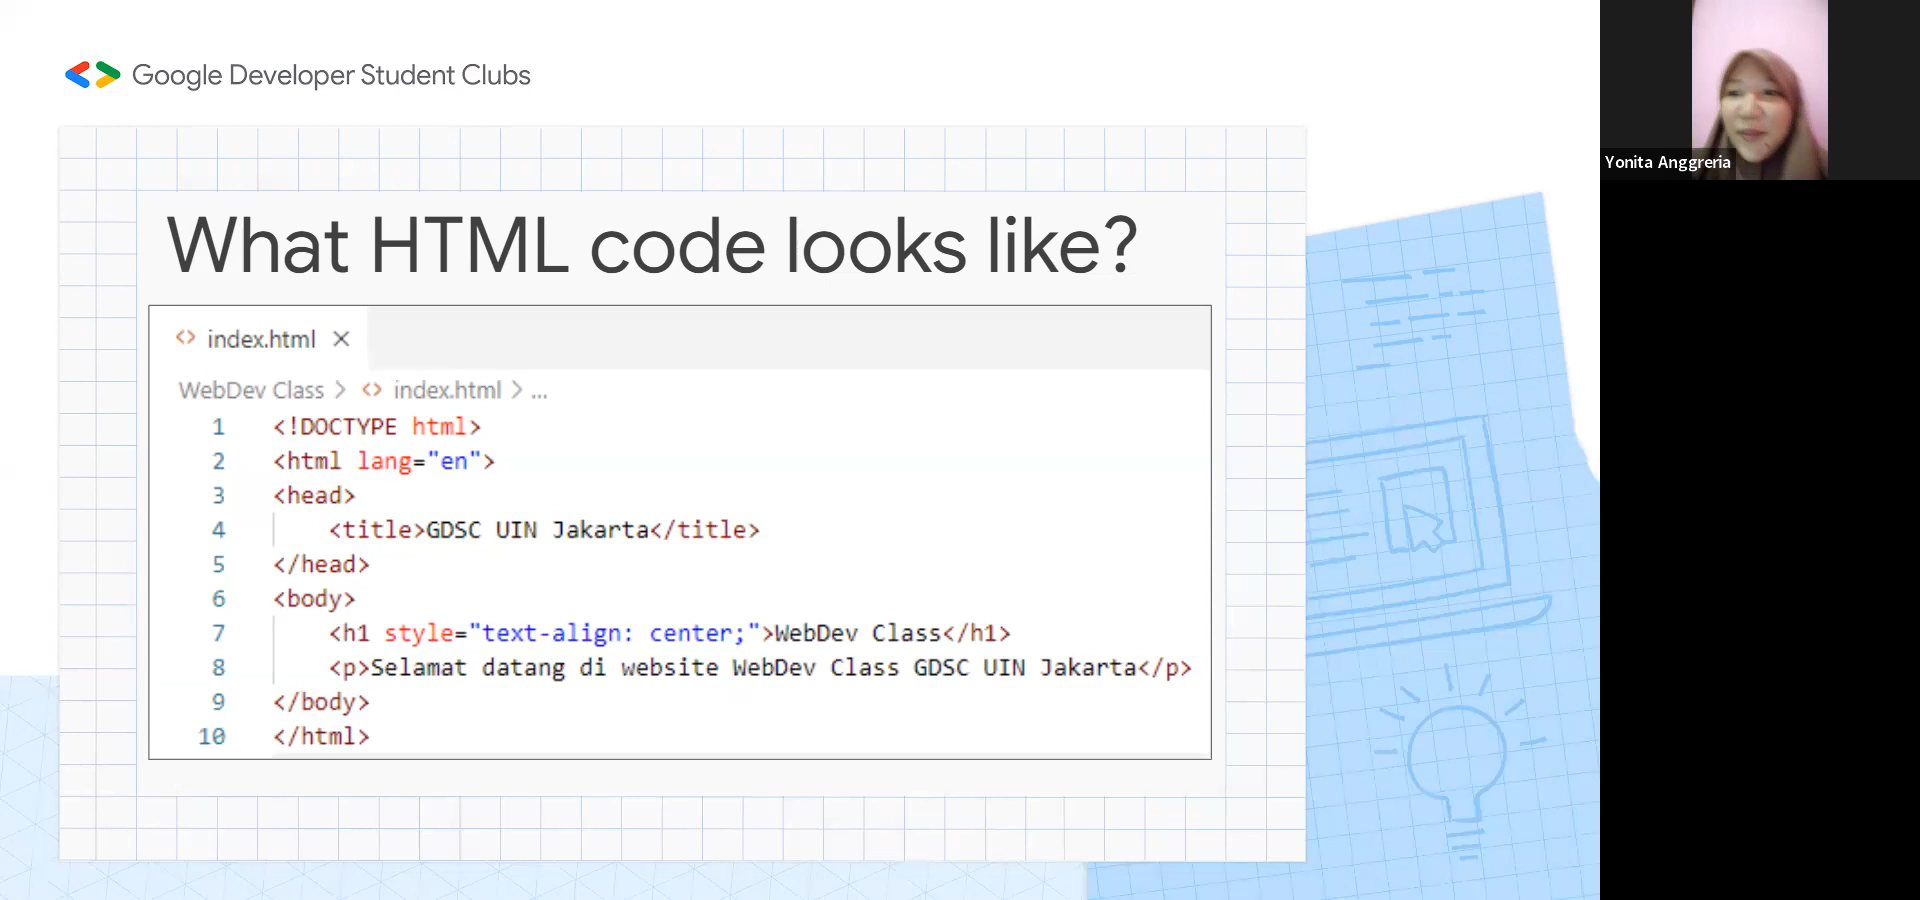 Google Developer Student Clubs
Yonita Anggreria
What HTML code looks like?
index.html
WebDev Class > <> index.html > ...
1 <!DOCTYPE html>
2 <html lang="en">
3 <head>
4 <title>GDSC UIN Jakarta</title>
5 </head>
6 <body>
7 <h1 style="text-align: center;">WebDev Class</h1>
8 <p>Selamat datang di website WebDev Class GDSC UIN Jakarta</p>
9 </body>
10 </html>